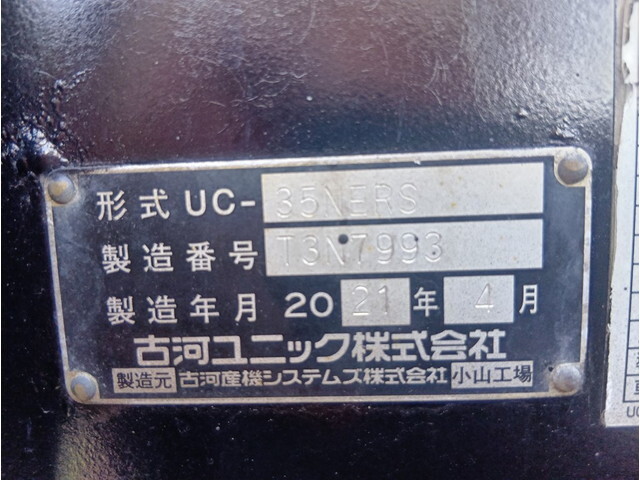 形式 UC-35NERS
製造番号 T3N7993
製造年月 2021年 4月
古河ユニック株式会社
製造元 古河産機システムズ株式会社 小山工場